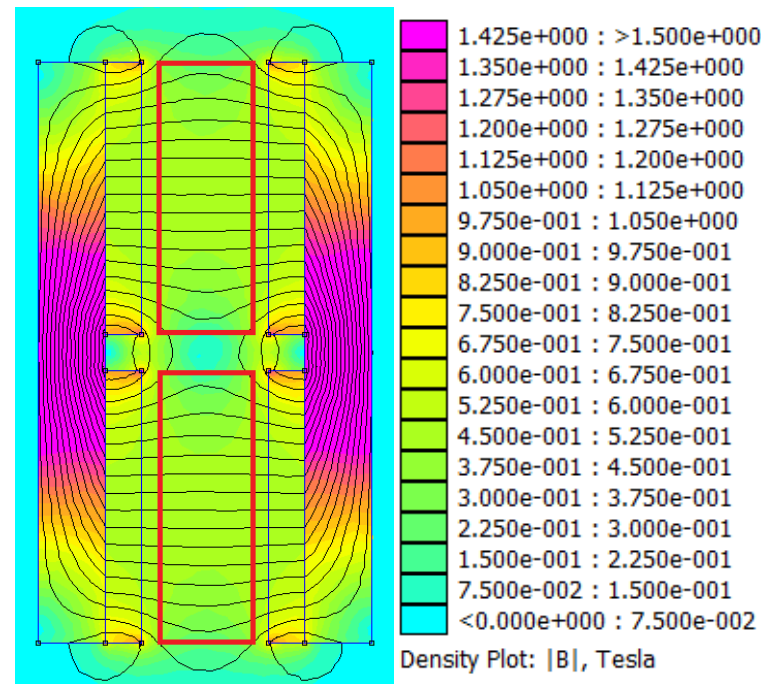 1.425e+000 : >1.500e+000
1.350e+000 : 1.425e+000
1.275e+000 : 1.350e+000
1.200e+000 : 1.275e+000
1.125e+000 : 1.200e+000
1.050e+000 : 1.125e+000
9.750e-001 : 1.050e+000
9.000e-001 : 9.750e-001
8.250e-001 : 9.000e-001
7.500e-001 : 8.250e-001
6.750e-001 : 7.500e-001
6.000e-001 : 6.750e-001
5.250e-001 : 6.000e-001
4.500e-001 : 5.250e-001
3.750e-001 : 4.500e-001
3.000e-001 : 3.750e-001
2.250e-001 : 3.000e-001
1.500e-001 : 2.250e-001
7.500e-002 : 1.500e-001
<0.000e+000 : 7.500e-002
Density Plot: |B|, Tesla